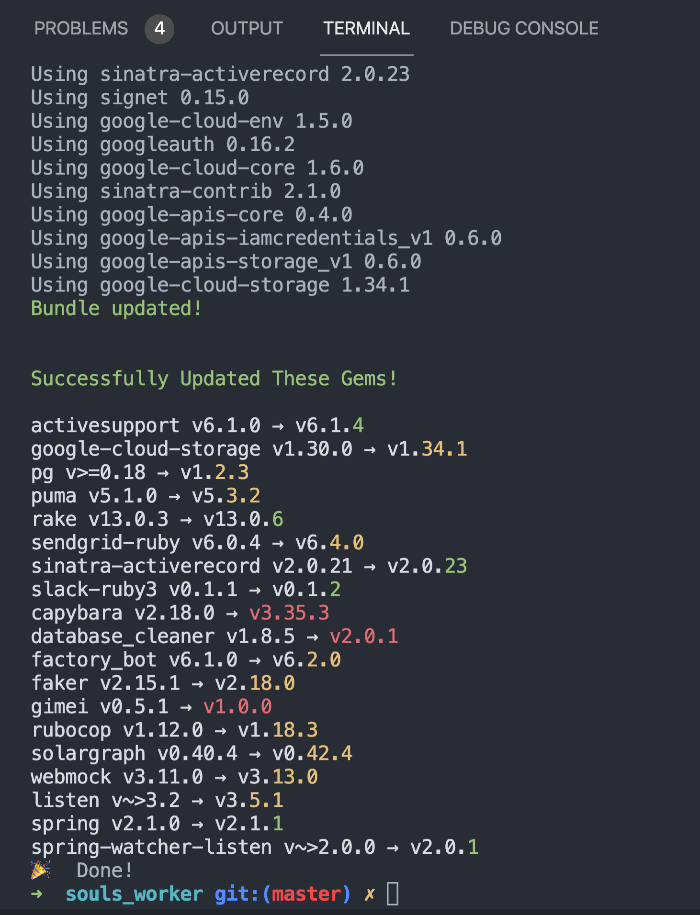 PROBLEMS 4 OUTPUT TERMINAL DEBUG CONSOLE
Using sinatra-activerecord 2.0.23
Using signet 0.15.0
Using google-cloud-env 1.5.0
Using googleauth 0.16.2
Using google-cloud-core 1.6.0
Using sinatra-contrib 2.1.0
Using google-apis-core 0.4.0
Using google-apis-iamcredentials_v1 0.6.0
Using google-apis-storage_v1 0.6.0
Using google-cloud-storage 1.34.1
Bundle updated!
Successfully Updated These Gems!
activesupport v6.1.0 → v6.1.4
google-cloud-storage v1.30.0 → v1.34.1
pg v>=0.18 → v1.2.3
puma v5.1.0 → v5.3.2
rake v13.0.3 → v13.0.6
sendgrid-ruby v6.0.4 → v6.4.0
sinatra-activerecord v2.0.21 → v2.0.23
slack-ruby3 v0.1.1 → v0.1.2
capybara v2.18.0 → v3.35.3
database_cleaner v1.8.5 → v2.0.1
factory_bot v6.1.0 → v6.2.0
faker v2.15.1 → v2.18.0
gimei v0.5.1 → v1.0.0
rubocop v1.12.0 → v1.18.3
solargraph v0.40.4 → v0.42.4
webmock v3.11.0 → v3.13.0
listen v~>3.2 → v3.5.1
spring v2.1.0 → v2.1.1
spring-watcher-listen v~>2.0.0 → v2.0.1
🎉 Done!
→ souls_worker git:(master) ✗